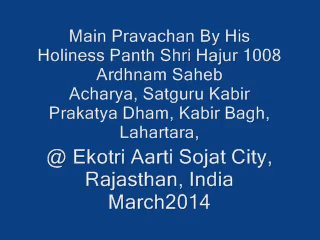 Main Pravachan By His
Holiness Panth Shri Hajur 1008
Ardhnam Saheb
Acharya, Satguru Kabir
Prakatya Dham, Kabir Bagh,
Lahartara,
@ Ekotri Aarti Sojat City,
Rajasthan, India
March2014